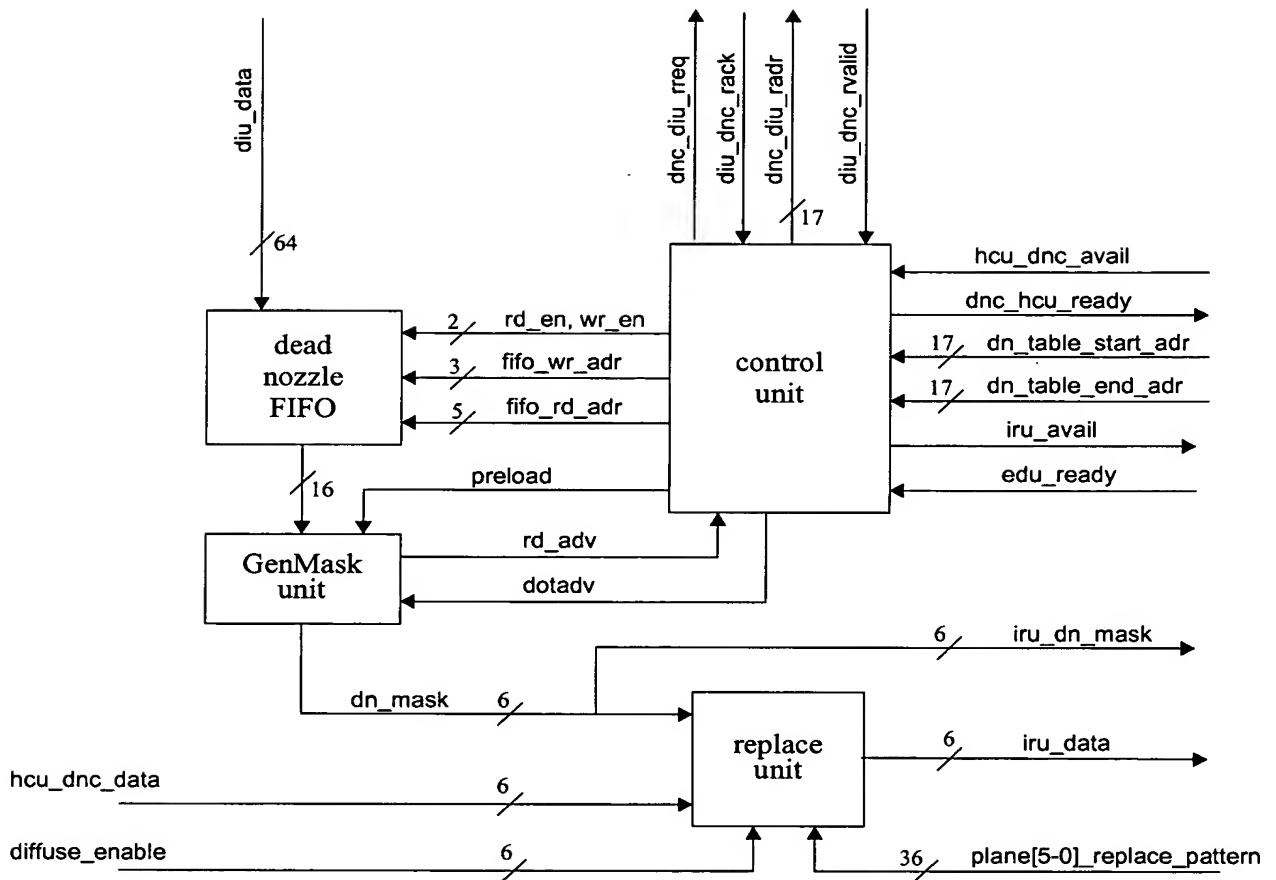 diu_data
64
dnc_diu_rreq
diu_dnc_rack
dnc_diu_radr
17
diu_dnc_rvalid
hcu_dnc_avail
dnc_hcu_ready
17 dn_table_start_adr
17 dn_table_end_adr
iru_avail
edu_ready
control
unit
dead
nozzle
FIFO
2 rd_en, wr_en
3 fifo_wr_adr
5 fifo_rd_adr
16
preload
GenMask
unit
rd_adv
dotadv
6 iru_dn_mask
dn_mask 6
replace
unit
6 iru_data
hcu_dnc_data
6
diffuse_enable
6
36 plane[5-0]_replace_pattern